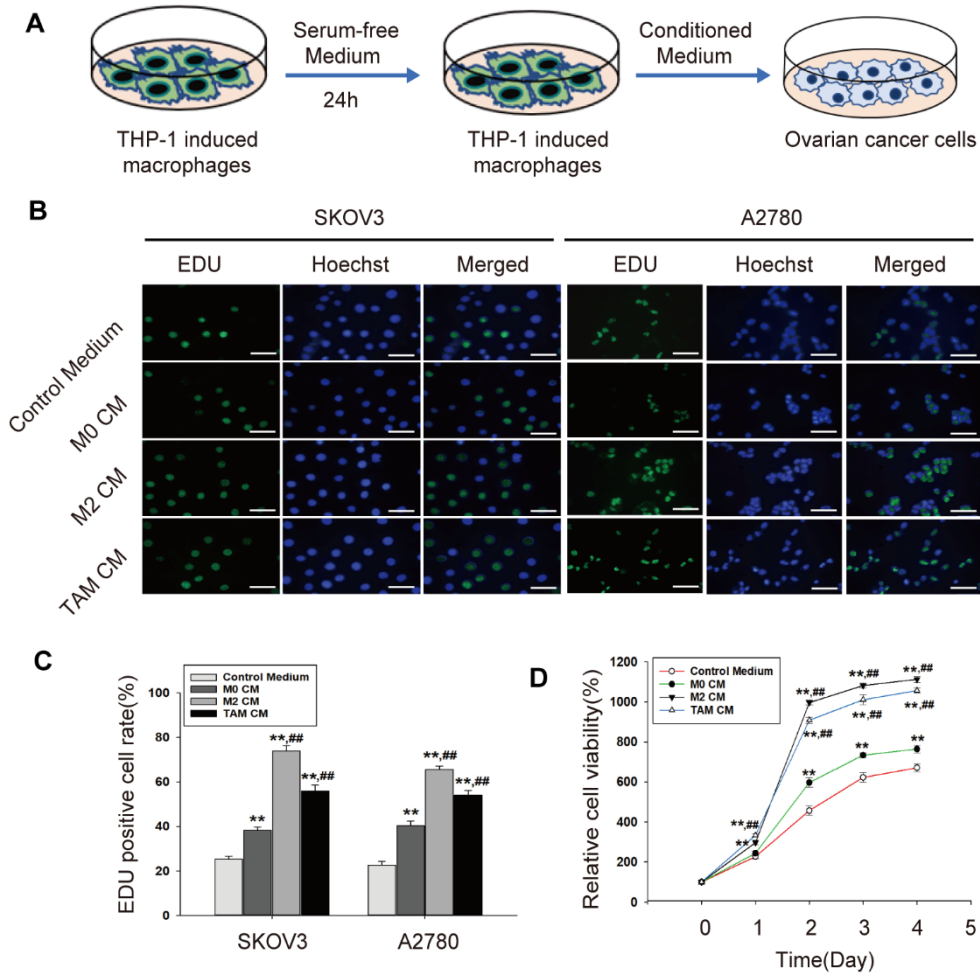 A
Serum-free
Medium
24h
Conditioned
Medium
THP-1 induced
macrophages
THP-1 induced
macrophages
Ovarian cancer cells
B
SKOV3 A2780
EDU Hoechst Merged EDU Hoechst Merged
Control Medium
M0 CM
M2 CM
TAM CM
C
EDU positive cell rate(%)
100
80
60
40
20
0
Control Medium
M0 CM
M2 CM
TAM CM
** **,## **,## ** **,## **,##
SKOV3 A2780
D
Relative cell viability(%)
1200
1000
800
600
400
200
0
Control Medium
M0 CM
M2 CM
TAM CM
**,##
**
**,## **,## **,##
**,## **,## **,##
** ** **
0 1 2 3 4 5
Time(Day)